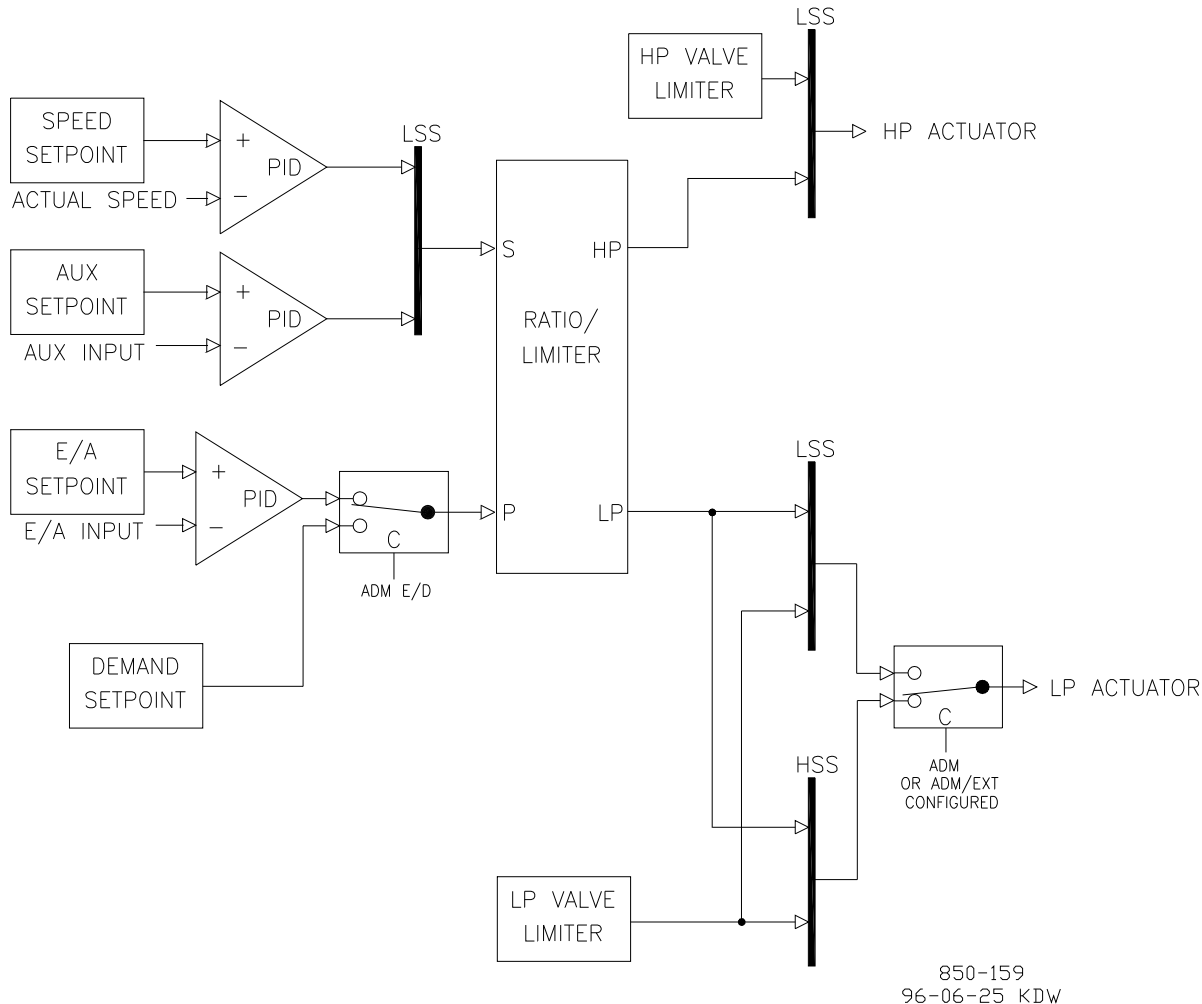 LSS
HP VALVE
LIMITER
HP ACTUATOR
SPEED
SETPOINT
+
PID
ACTUAL SPEED
−
LSS
AUX
SETPOINT
+
PID
AUX INPUT
−
S
HP
RATIO/
LIMITER
P
LP
E/A
SETPOINT
+
PID
E/A INPUT
−
C
ADM E/D
DEMAND
SETPOINT
LSS
LP ACTUATOR
C
ADM
OR ADM/EXT
CONFIGURED
HSS
LP VALVE
LIMITER
850-159
96-06-25 KDW